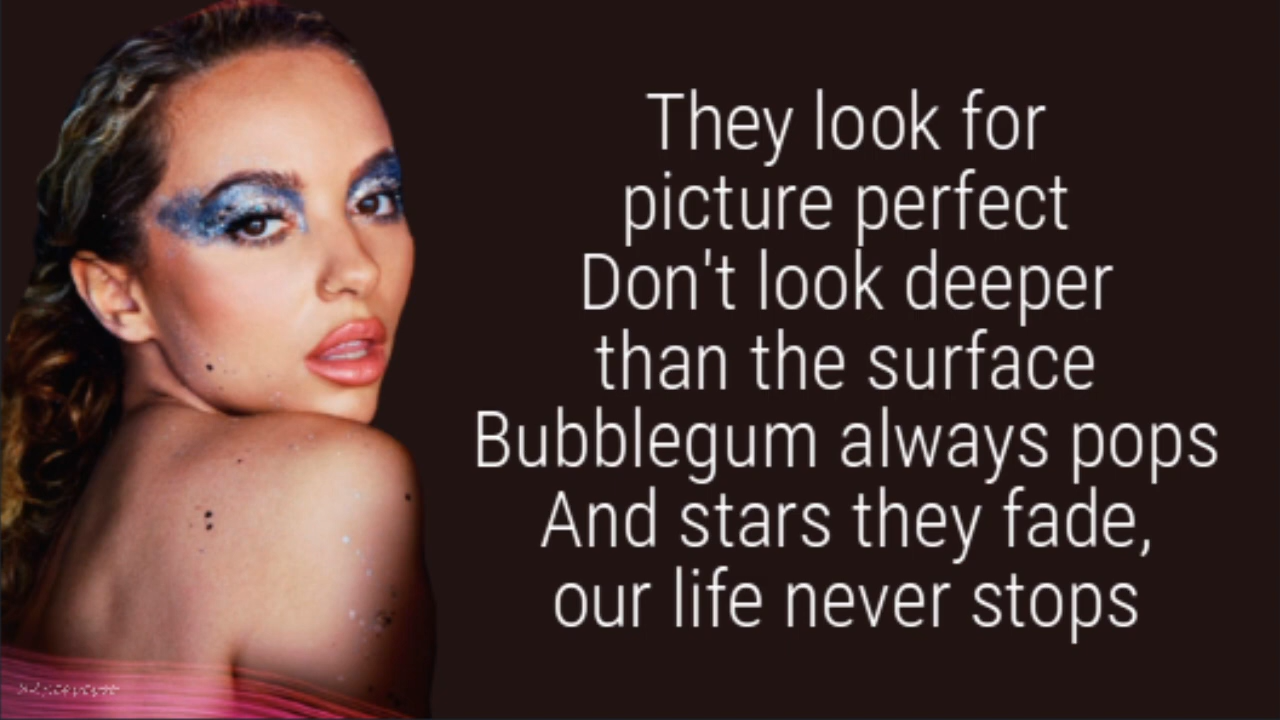 They look for
picture perfect
Don't look deeper
than the surface
Bubblegum always pops
And stars they fade,
our life never stops